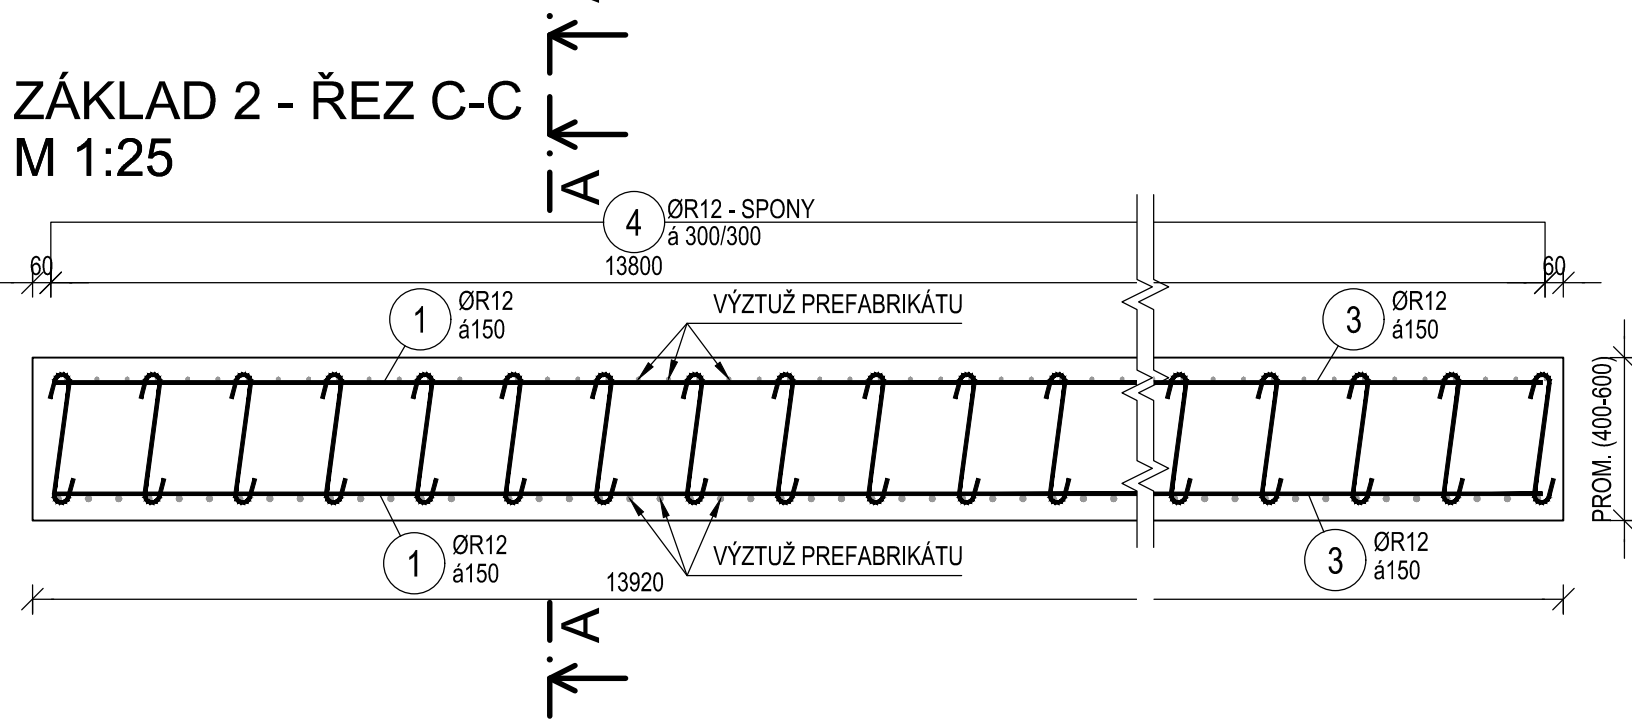 ZÁKLAD 2 - ŘEZ C-C
M 1:25
A
4
ØR12 - SPONY
á 300/300
60
13800
60
1
ØR12
á150
VÝZTUŽ PREFABRIKÁTU
3
ØR12
á150
PROM. (400-600)
1
ØR12
á150
VÝZTUŽ PREFABRIKÁTU
3
ØR12
á150
13920
A